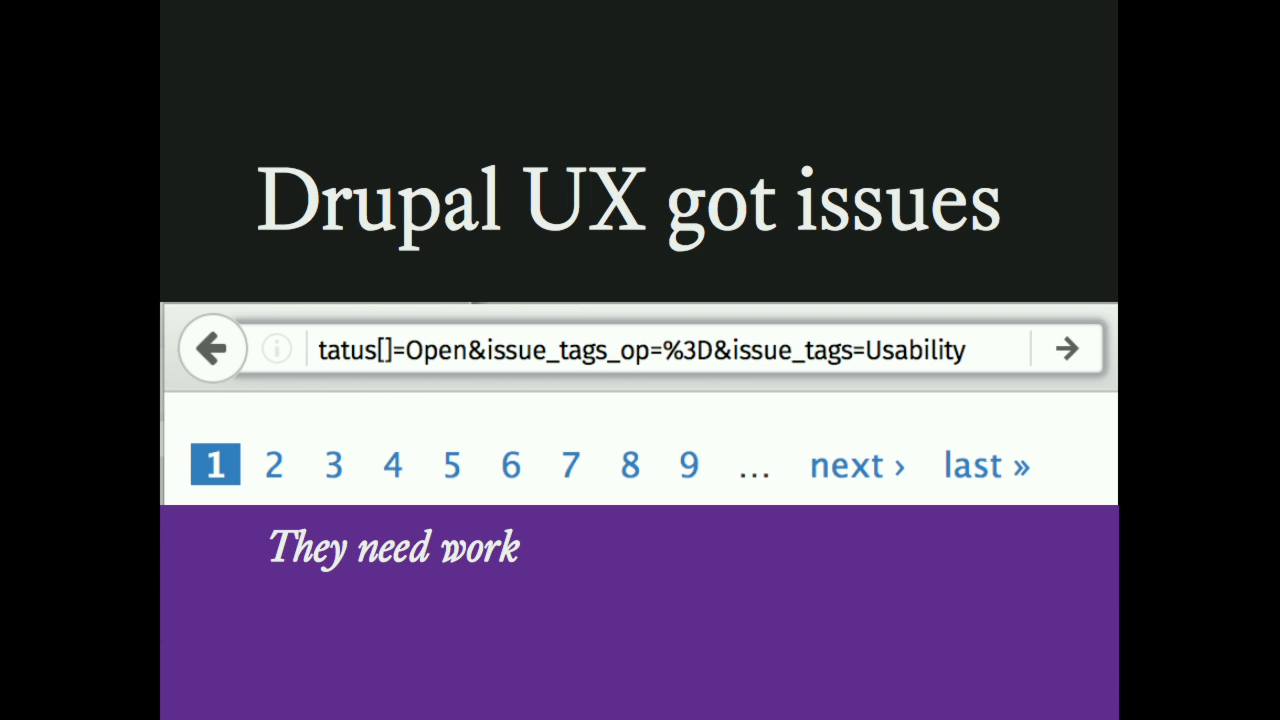 Drupal UX got issues
tatus[]=Open&issue_tags_op=%3D&issue_tags=Usability
1 2 3 4 5 6 7 8 9 ... next › last »
They need work